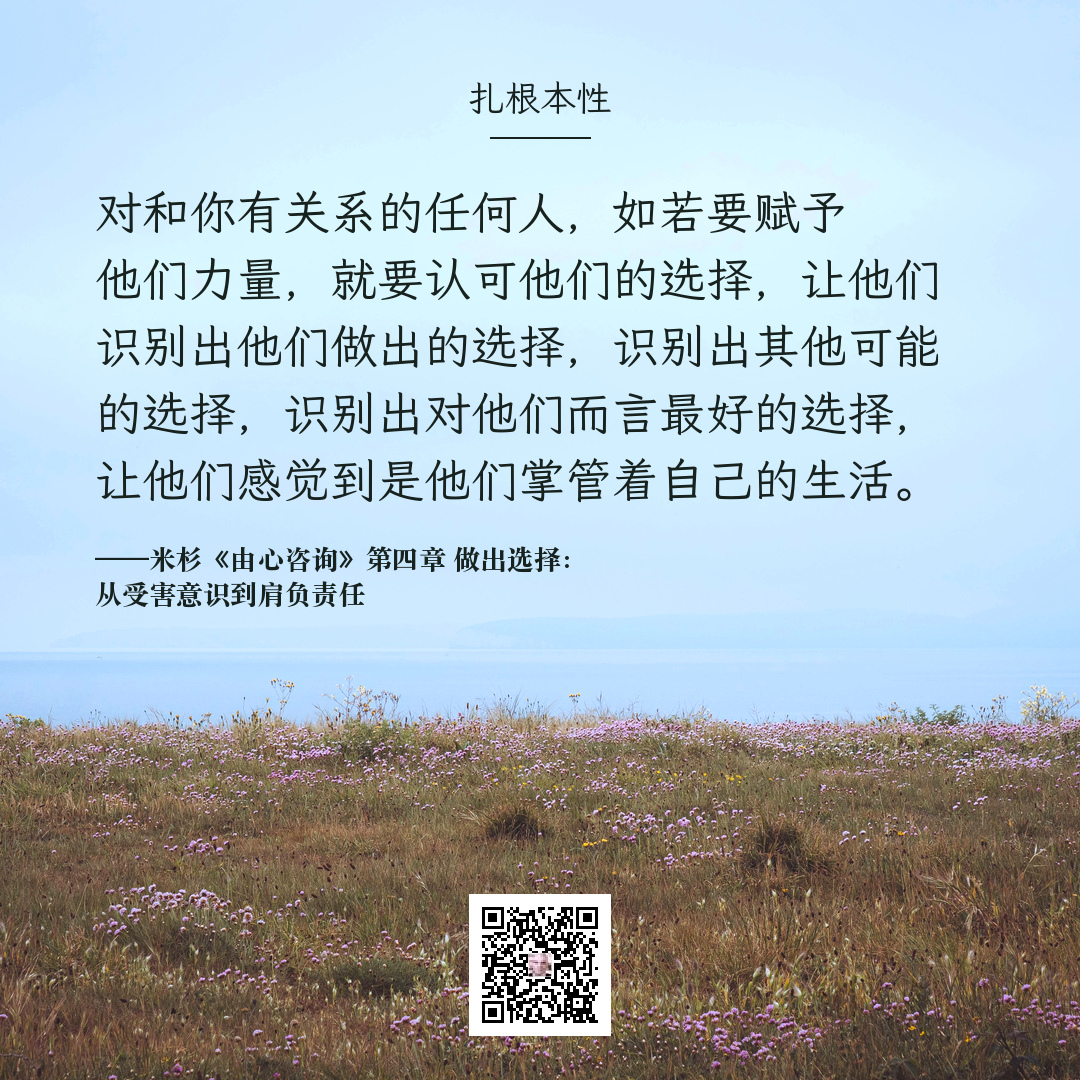 扎根本性
对和你有关系的任何人，如若要赋予
他们力量，就要认可他们的选择，让他们
识别出他们做出的选择，识别出其他可能
的选择，识别出对他们而言最好的选择，
让他们感觉到是他们掌管着自己的生活。
——米杉《由心咨询》第四章 做出选择：
从受害意识到肩负责任